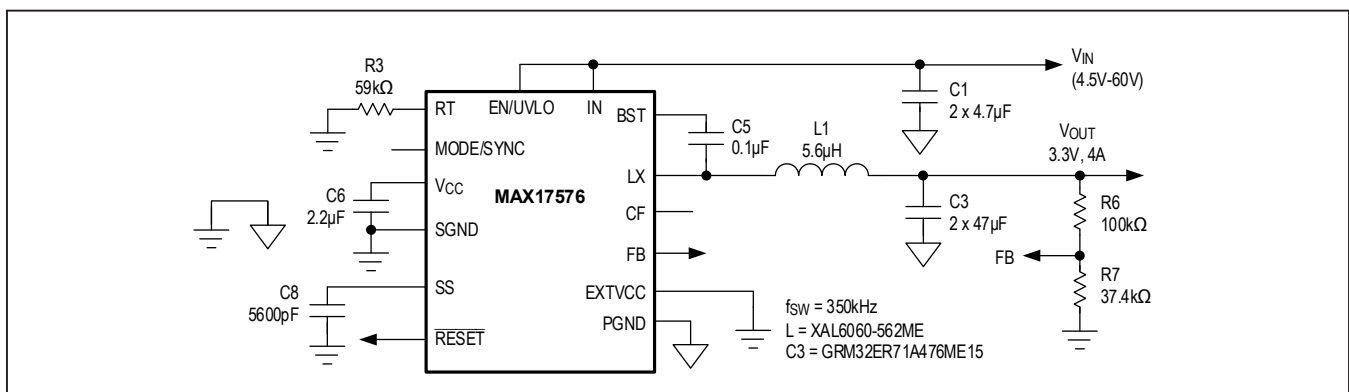 R3
59kΩ
RT
EN/UVLO
IN
VIN
(4.5V-60V)
C1
2 x 4.7µF
BST
C5
0.1µF
L1
5.6µH
VOUT
3.3V, 4A
MODE/SYNC
LX
VCC
MAX17576
C6
2.2µF
CF
C3
2 x 47µF
R6
100kΩ
SGND
FB
FB
R7
37.4kΩ
C8
5600pF
SS
EXTVCC
RESET
PGND
fSW = 350kHz
L = XAL6060-562ME
C3 = GRM32ER71A476ME15